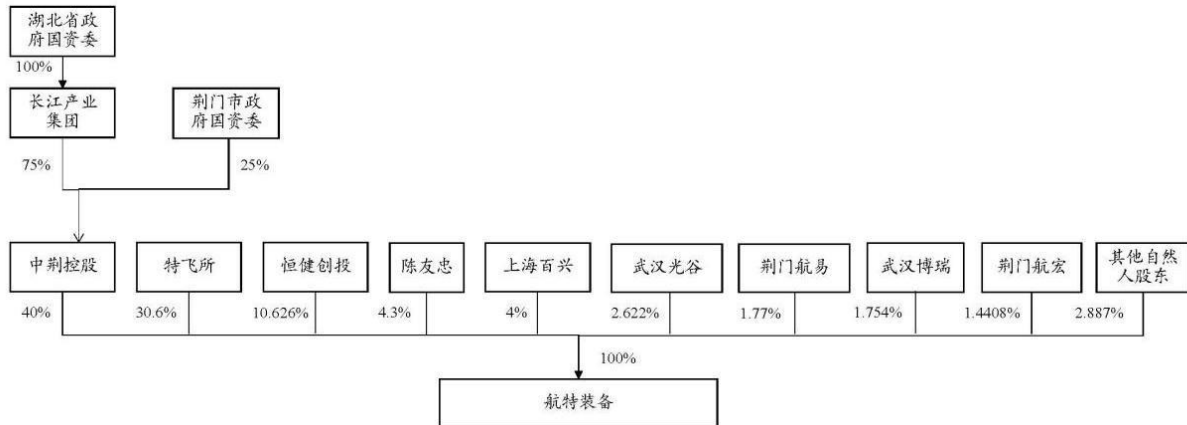 湖北省政
府国资委
100%
长江产业
集团
荆门市政
府国资委
75%
25%
中荆控股
特飞所
恒健创投
陈友忠
上海百兴
武汉光谷
荆门航易
武汉博瑞
荆门航宏
其他自然
人股东
40%
30.6%
10.626%
4.3%
4%
2.622%
1.77%
1.754%
1.4408%
2.887%
100%
航特装备